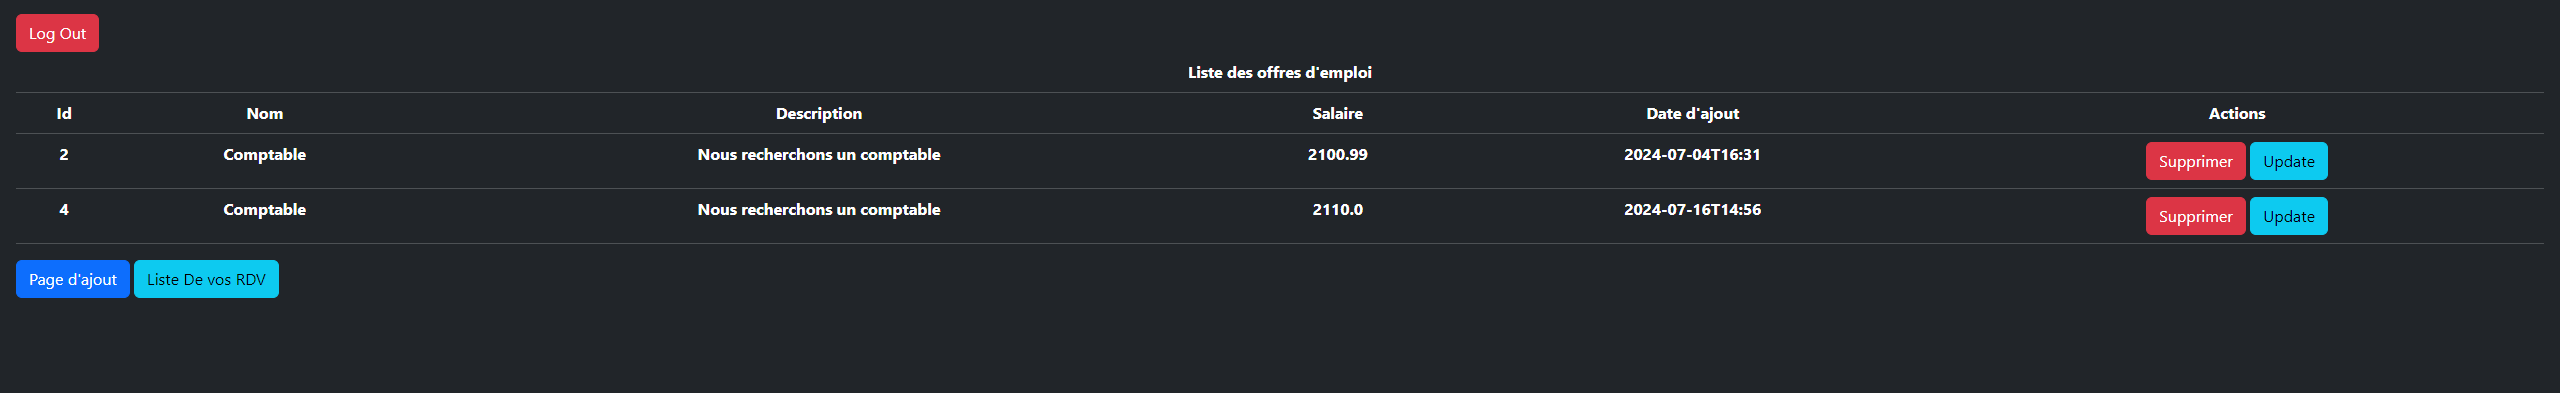 Log Out
Liste des offres d'emploi
Id Nom Description Salaire Date d'ajout Actions
2 Comptable Nous recherchons un comptable 2100.99 2024-07-04T16:31 Supprimer Update
4 Comptable Nous recherchons un comptable 2110.0 2024-07-16T14:56 Supprimer Update
Page d'ajout Liste De vos RDV